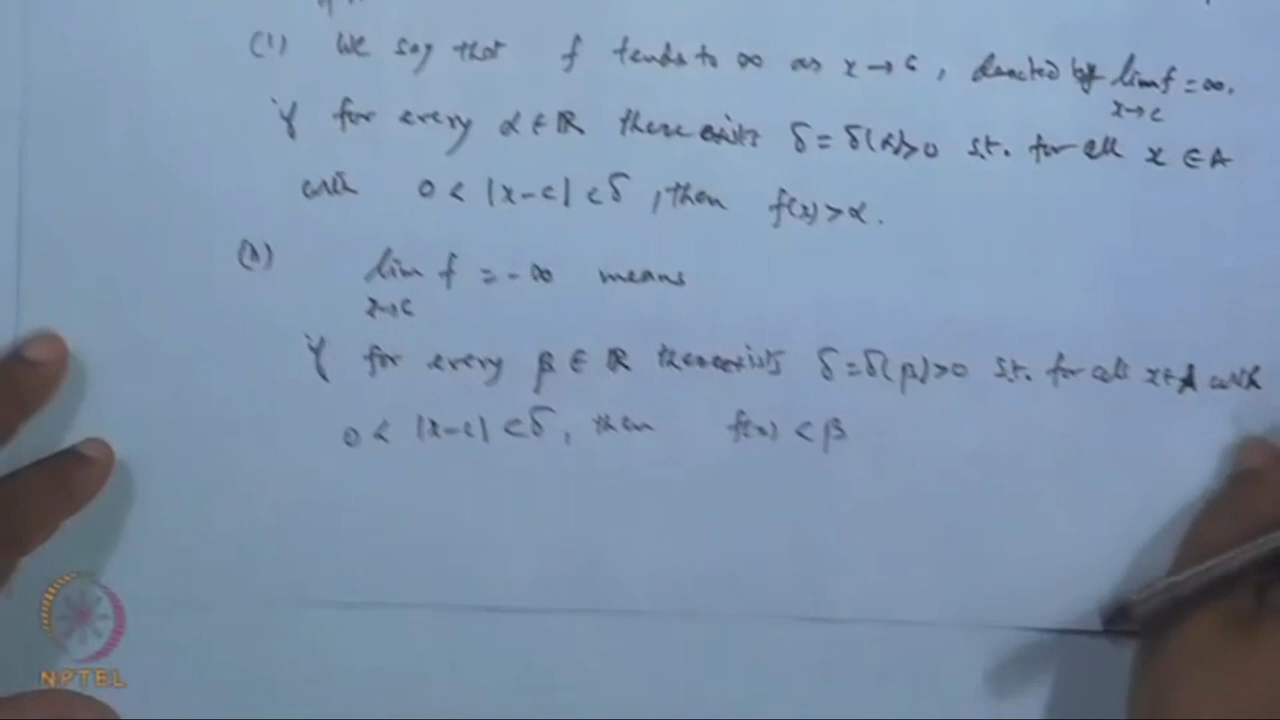 (1) We say that f tends to ∞ as x → c, denoted by lim f = ∞.
x→c
if for every α ∈ ℝ there exists δ = δ(α) > 0 s.t. for all x ∈ A
with 0 < |x-c| < δ, then f(x) > α.
lim f = -∞ means
x→c
if for every β ∈ ℝ there exists δ = δ(β) > 0 s.t. for all x ∈ A with
0 < |x-c| < δ, then f(x) < β
NPTEL